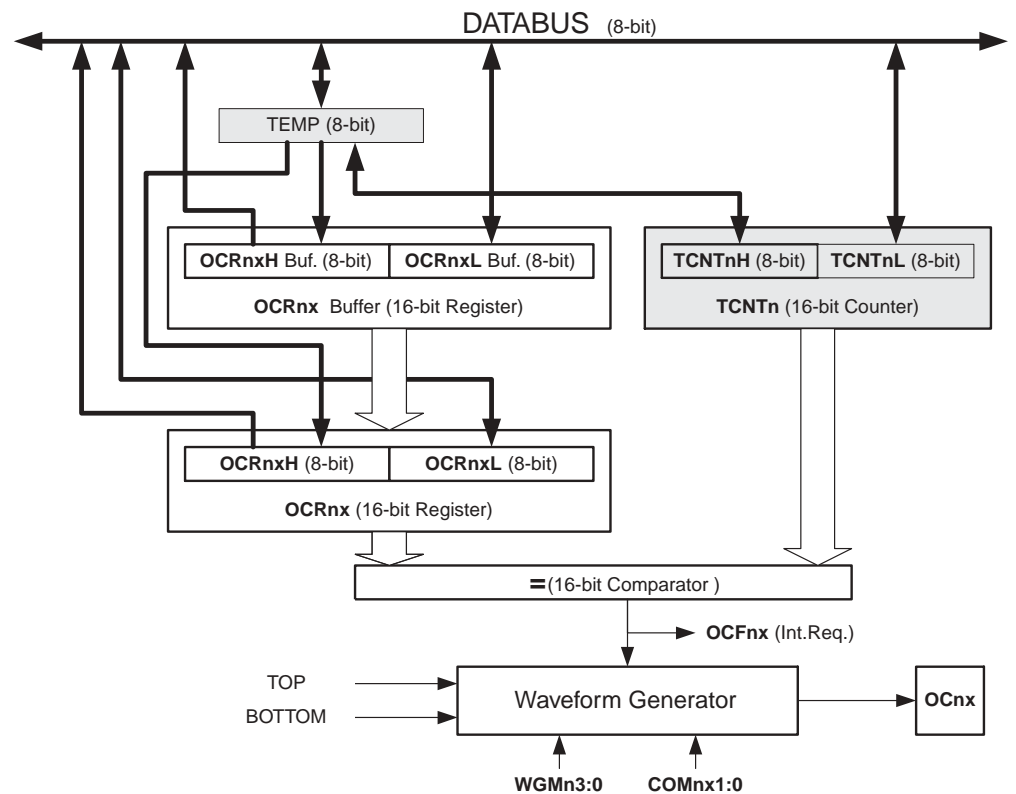 DATABUS (8-bit)
TEMP (8-bit)
OCRnxH Buf. (8-bit)
OCRnxL Buf. (8-bit)
TCNTnH (8-bit)
TCNTnL (8-bit)
OCRnx Buffer (16-bit Register)
TCNTn (16-bit Counter)
OCRnxH (8-bit)
OCRnxL (8-bit)
OCRnx (16-bit Register)
=(16-bit Comparator )
OCFnx (Int.Req.)
TOP
BOTTOM
Waveform Generator
OCnx
WGMn3:0
COMnx1:0